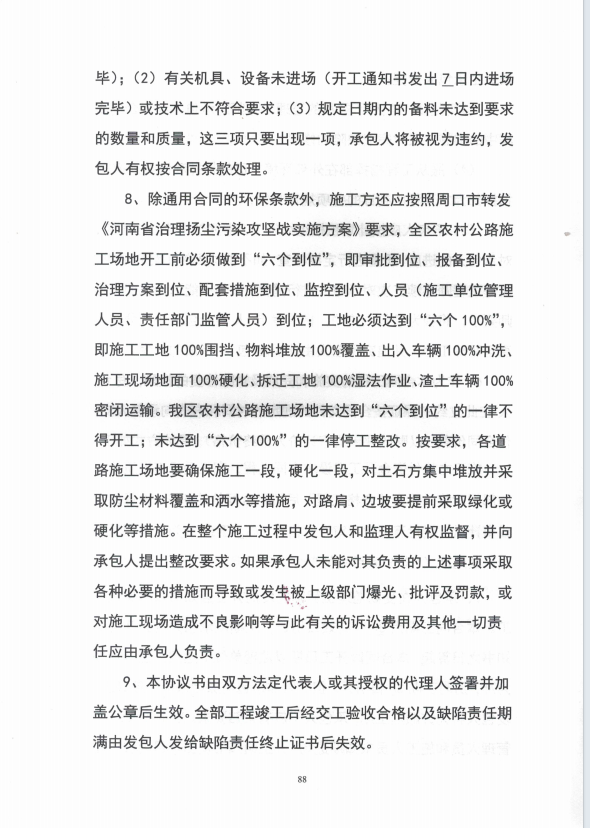 毕)；(2) 有关机具、设备未进场（开工通知书发出 7 日内进场
完毕）或技术上不符合要求；(3) 规定日期内的备料未达到要求
的数量和质量，这三项只要出现一项，承包人将被视为违约，发
包人有权按合同条款处理。
8、除通用合同的环保条款外，施工方还应按照周口市转发
《河南省治理扬尘污染攻坚战实施方案》要求，全区农村公路施
工场地开工前必须做到“六个到位”，即审批到位、报备到位、
治理方案到位、配套措施到位、监控到位、人员（施工单位管理
人员、责任部门监管人员）到位；工地必须达到“六个 100%”，
即施工工地 100%围挡、物料堆放 100%覆盖、出入车辆 100%冲洗、
施工现场地面 100%硬化、拆迁工地 100%湿法作业、渣土车辆 100%
密闭运输。我区农村公路施工场地未达到“六个到位”的一律不
得开工；未达到“六个 100%”的一律停工整改。按要求，各道
路施工场地要确保施工一段，硬化一段，对土石方集中堆放并采
取防尘材料覆盖和洒水等措施，对路肩、边坡要提前采取绿化或
硬化等措施。在整个施工过程中发包人和监理人有权监督，并向
承包人提出整改要求。如果承包人未能对其负责的上述事项采取
各种必要的措施而导致或发生被上级部门爆光、批评及罚款，或
对施工现场造成不良影响等与此有关的诉讼费用及其他一切责
任应由承包人负责。
9、本协议书由双方法定代表人或其授权的代理人签署并加
盖公章后生效。全部工程竣工后经交工验收合格以及缺陷责任期
满由发包人发给缺陷责任终止证书后失效。
88